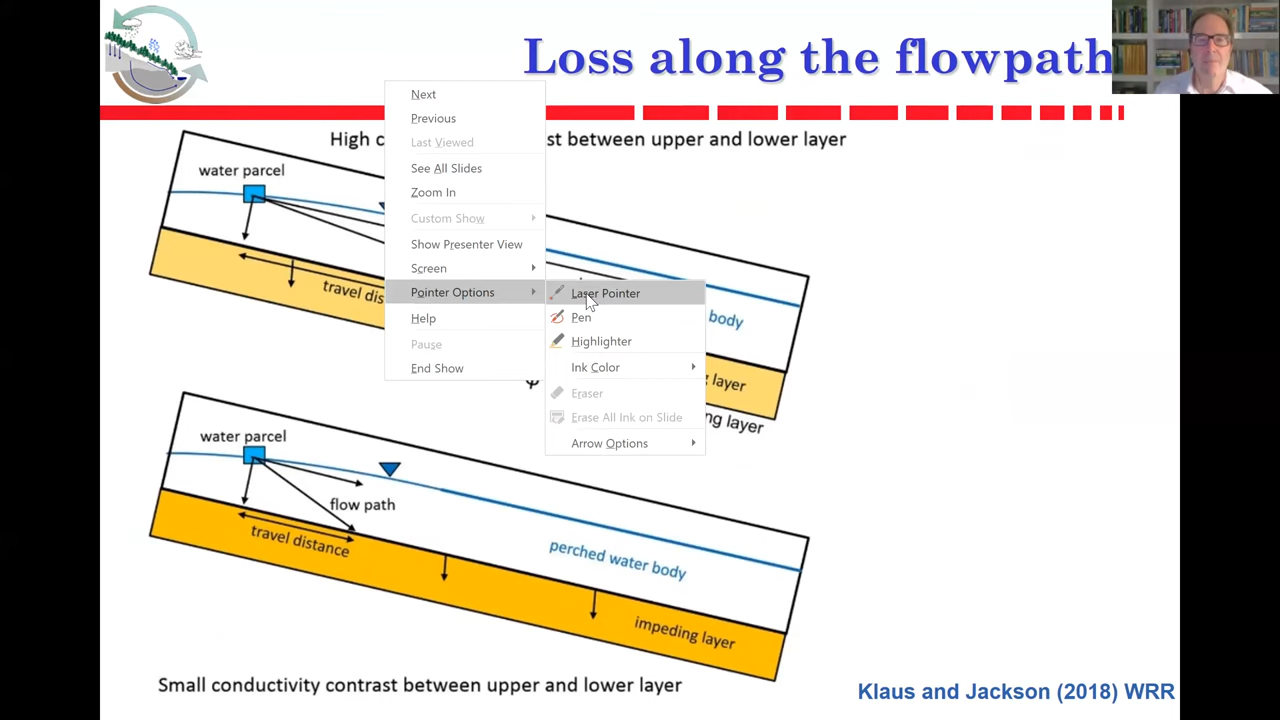 Loss along the flowpath
High c
st between upper and lower layer
water parcel
travel dis
body
layer
ng layer
φ
Next
Previous
Last Viewed
See All Slides
Zoom In
Custom Show
Show Presenter View
Screen
Pointer Options
Help
Pause
End Show
Laser Pointer
Pen
Highlighter
Ink Color
Eraser
Erase All Ink on Slide
Arrow Options
water parcel
flow path
travel distance
perched water body
impeding layer
Small conductivity contrast between upper and lower layer
Klaus and Jackson (2018) WRR